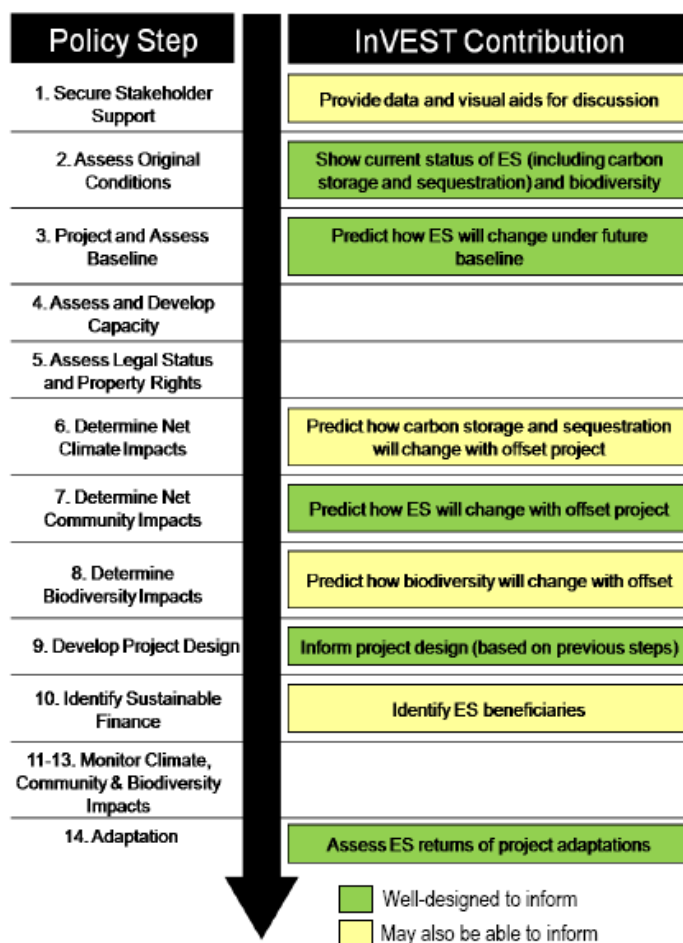 Policy Step
InVEST Contribution
1. Secure Stakeholder
Support
Provide data and visual aids for discussion
2. Assess Original
Conditions
Show current status of ES (including carbon
storage and sequestration) and biodiversity
3. Project and Assess
Baseline
Predict how ES will change under future
baseline
4. Assess and Develop
Capacity
5. Assess Legal Status
and Property Rights
6. Determine Net
Climate Impacts
Predict how carbon storage and sequestration
will change with offset project
7. Determine Net
Community Impacts
Predict how ES will change with offset project
8. Determine
Biodiversity Impacts
Predict how biodiversity will change with offset
9. Develop Project Design
Inform project design (based on previous steps)
10. Identify Sustainable
Finance
Identify ES beneficiaries
11-13. Monitor Climate,
Community & Biodiversity
Impacts
14. Adaptation
Assess ES returns of project adaptations
Well-designed to inform
May also be able to inform